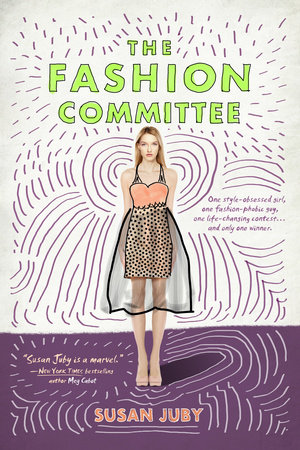 THE
FASHION
COMMITTEE
One style-obsessed girl,
one fashion-phobic guy,
one life-changing contest...
and only one winner.
"Susan Juby is a marvel."
—NEW YORK TIMES bestselling
author Meg Cabot
SUSAN JUBY